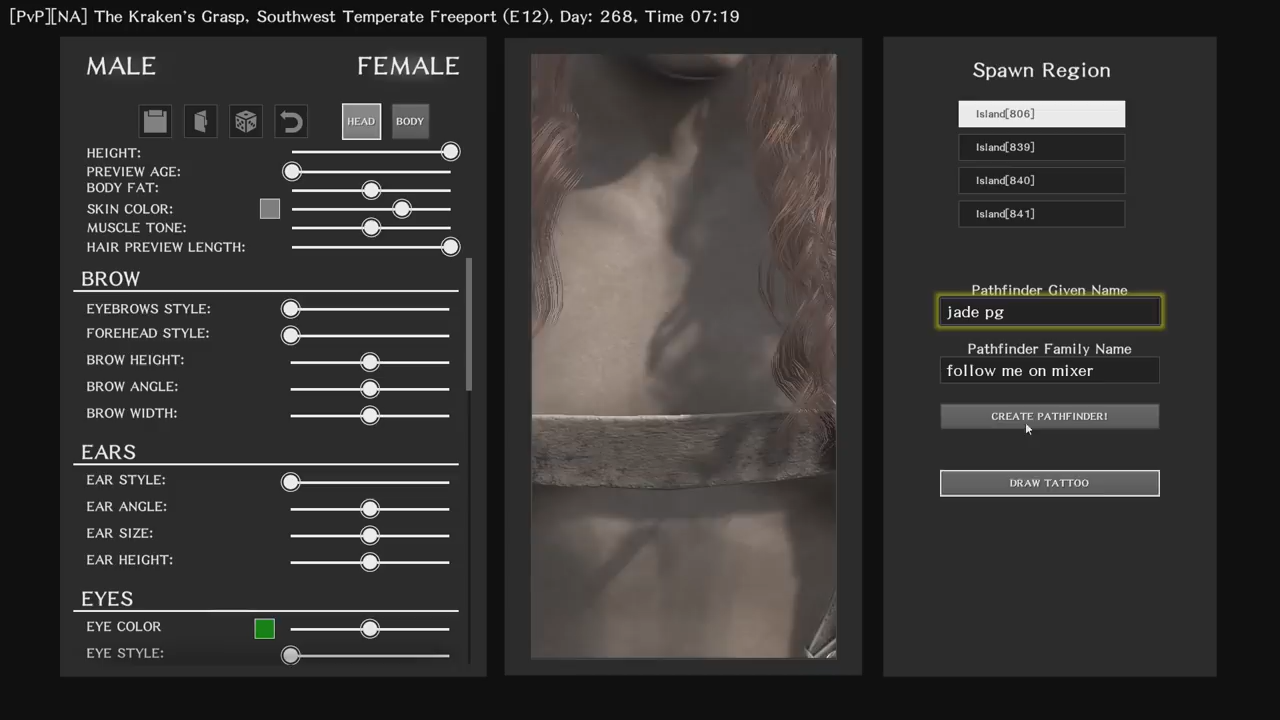 [PvP][NA] The Kraken's Grasp, Southwest Temperate Freeport (E12), Day: 268, Time 07:19
MALE
FEMALE
HEAD
BODY
HEIGHT:
PREVIEW AGE:
BODY FAT:
SKIN COLOR:
MUSCLE TONE:
HAIR PREVIEW LENGTH:
BROW
EYEBROWS STYLE:
FOREHEAD STYLE:
BROW HEIGHT:
BROW ANGLE:
BROW WIDTH:
EARS
EAR STYLE:
EAR ANGLE:
EAR SIZE:
EAR HEIGHT:
EYES
EYE COLOR
EYE STYLE:
Spawn Region
Island[806]
Island[839]
Island[840]
Island[841]
Pathfinder Given Name
jade pg
Pathfinder Family Name
follow me on mixer
CREATE PATHFINDER!
DRAW TATTOO